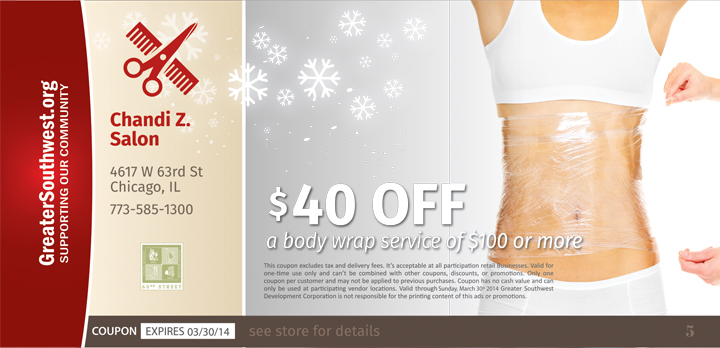 GreaterSouthwest.org
SUPPORTING OUR COMMUNITY
Chandi Z.
Salon
4617 W 63rd St
Chicago, IL
773-585-1300
63RD STREET
$40 OFF
a body wrap service of $100 or more
This coupon excludes tax and delivery fees. It's acceptable at all participation retail Businesses. Valid for
one-time use only and can't be combined with other coupons, discounts, or promotions. Only one
coupon per customer and may not be applied to previous purchases. Coupon has no cash value and can
only be used at participating vendor locations. Valid through Sunday, March 30th 2014 Greater Southwest
Development Corporation is not responsible for the printing content of this ads or promotions.
COUPON EXPIRES 03/30/14 see store for details 5